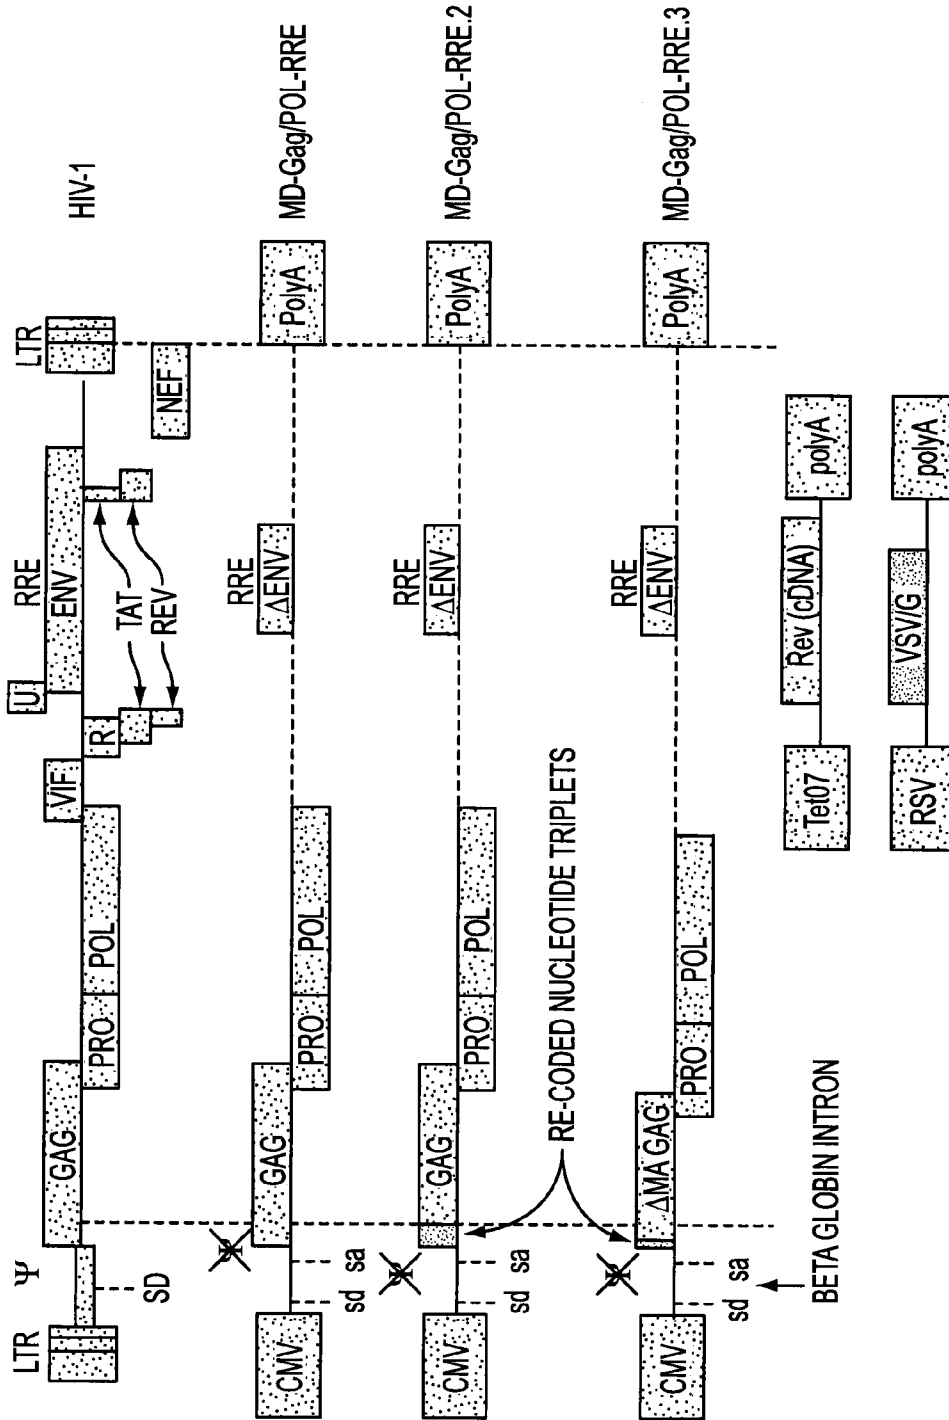 LTR
Ψ
SD
GAG
PRO
POL
VIF
R
U
TAT
REV
RRE
ENV
NEF
LTR
HIV-1
CMV
sd
sa
Ψ
GAG
PRO
POL
RRE
ΔENV
PolyA
MD-Gag/POL-RRE
CMV
sd
sa
Ψ
GAG
PRO
POL
RRE
ΔENV
PolyA
MD-Gag/POL-RRE.2
RE-CODED NUCLEOTIDE TRIPLETS
CMV
sd
sa
Ψ
ΔMA GAG
PRO
POL
RRE
ΔENV
PolyA
MD-Gag/POL-RRE.3
BETA GLOBIN INTRON
Tet07
Rev (cDNA)
polyA
RSV
VSV/G
polyA